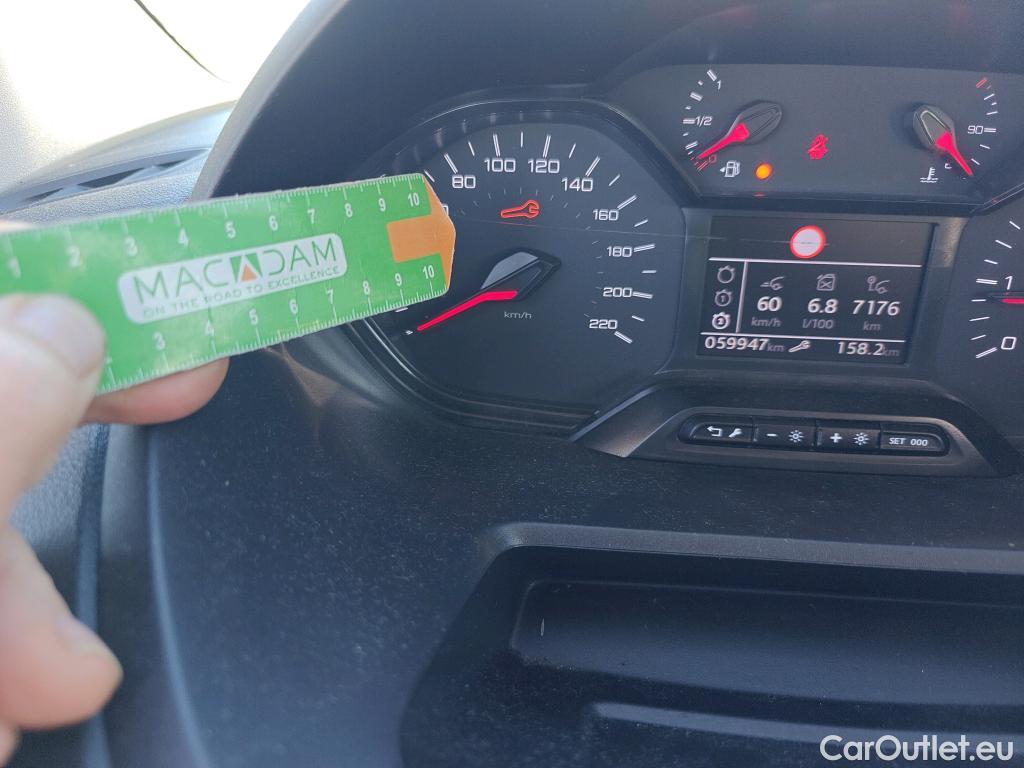 1 2 3 4 5 6 7 8 9 10
MACADAM
ON THE ROAD TO EXCELLENCE
3 4 5 6 7 8 9 10
80 100 120 140 160 180 200 220
km/h
1/2 1
0
90
1
0
60 6.8 7176
km/h l/100 km
059947km 158.2km
SET 000
CarOutlet.eu